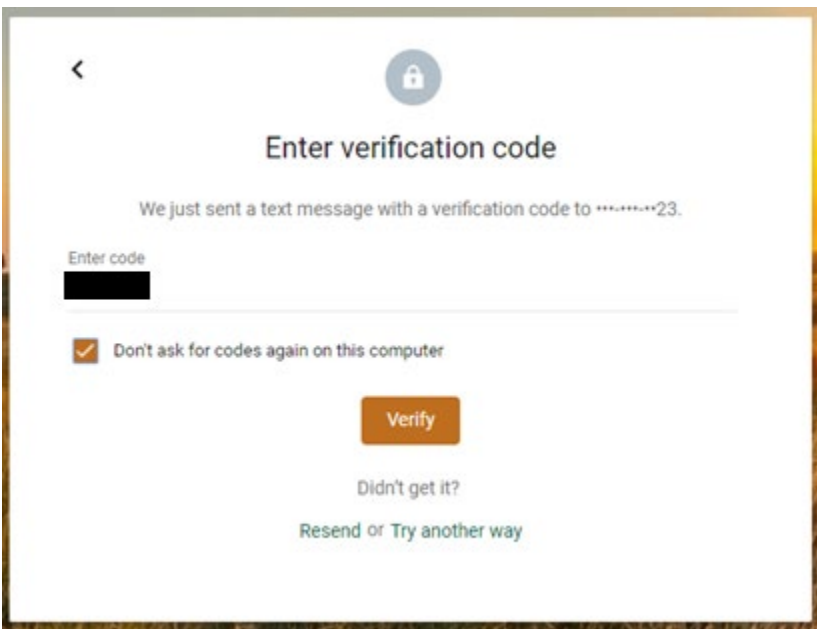 Enter verification code
We just sent a text message with a verification code to •••-•••-••23.
Enter code
Don't ask for codes again on this computer
Verify
Didn't get it?
Resend or Try another way